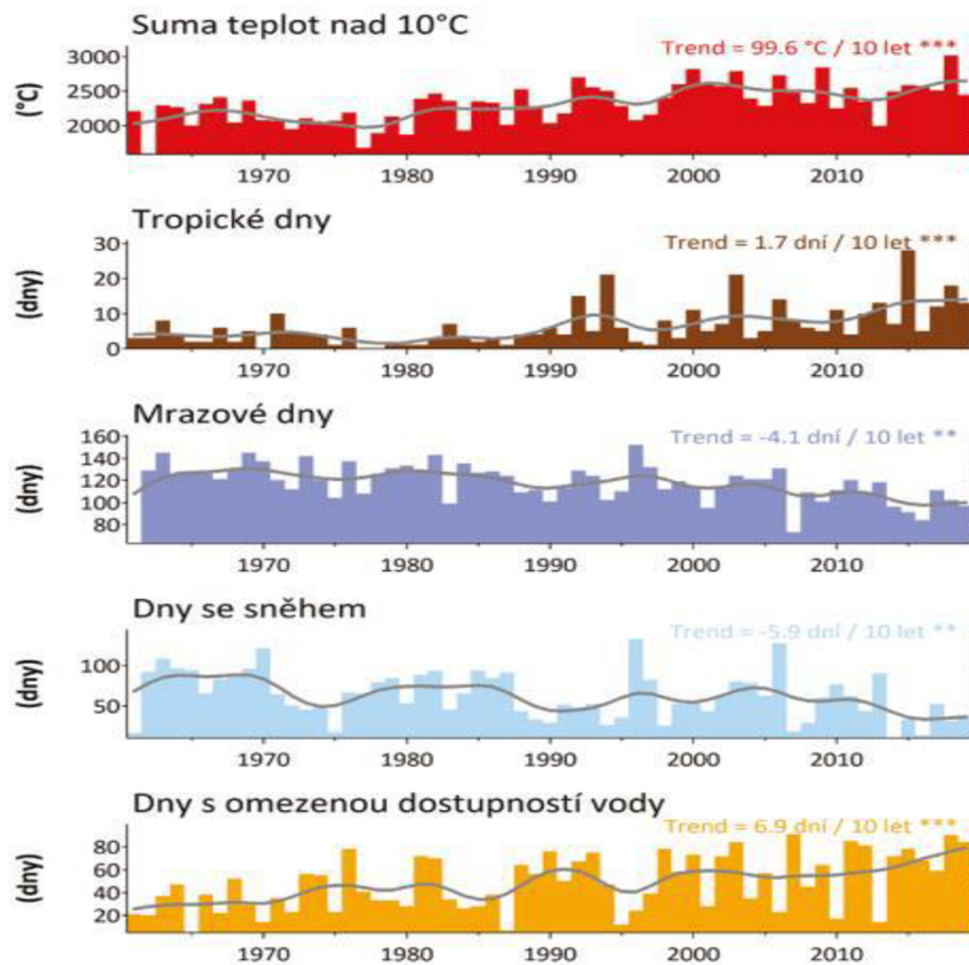 Suma teplot nad 10°C
Trend = 99.6 °C / 10 let ***
(°C)
3000
2500
2000
1970 1980 1990 2000 2010
Tropické dny
Trend = 1.7 dní / 10 let ***
(dny)
30
20
10
0
1970 1980 1990 2000 2010
Mrazové dny
Trend = -4.1 dní / 10 let **
(dny)
160
140
120
100
80
1970 1980 1990 2000 2010
Dny se sněhem
Trend = -5.9 dní / 10 let **
(dny)
100
50
1970 1980 1990 2000 2010
Dny s omezenou dostupností vody
Trend = 6.9 dní / 10 let ***
(dny)
80
60
40
20
1970 1980 1990 2000 2010